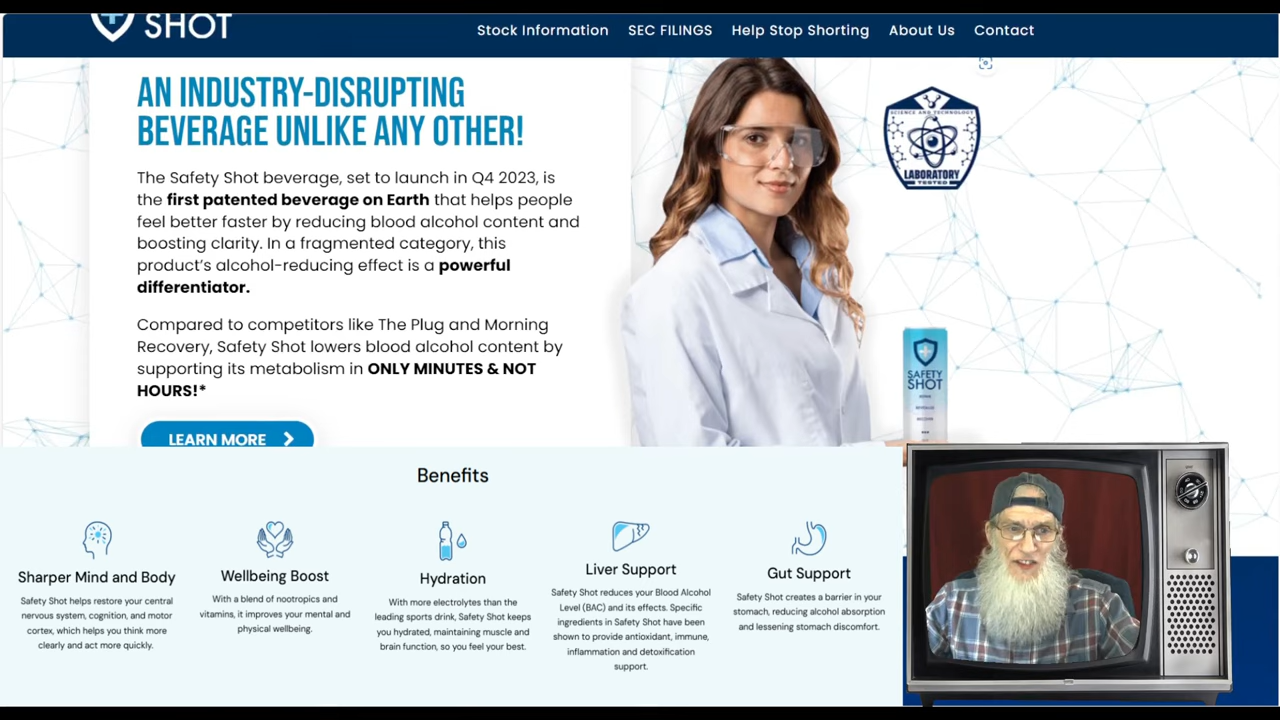 SHOT
Stock Information
SEC FILINGS
Help Stop Shorting
About Us
Contact
AN INDUSTRY-DISRUPTING
BEVERAGE UNLIKE ANY OTHER!
The Safety Shot beverage, set to launch in Q4 2023, is
the first patented beverage on Earth that helps people
feel better faster by reducing blood alcohol content and
boosting clarity. In a fragmented category, this
product's alcohol-reducing effect is a powerful
differentiator.
Compared to competitors like The Plug and Morning
Recovery, Safety Shot lowers blood alcohol content by
supporting its metabolism in ONLY MINUTES & NOT
HOURS!*
LEARN MORE
SCIENCE AND TECHNOLOGY
LABORATORY
TESTED
SAFETY
SHOT
Benefits
Sharper Mind and Body
Safety Shot helps restore your central
nervous system, cognition, and motor
cortex, which helps you think more
clearly and act more quickly.
Wellbeing Boost
With a blend of nootropics and
vitamins, it improves your mental and
physical wellbeing.
Hydration
With more electrolytes than the
leading sports drink, Safety Shot keeps
you hydrated, maintaining muscle and
brain function, so you feel your best.
Liver Support
Safety Shot reduces your Blood Alcohol
Level (BAC) and its effects. Specific
ingredients in Safety Shot have been
shown to provide antioxidant, immune,
inflammation and detoxification
support.
Gut Support
Safety Shot creates a barrier in your
stomach, reducing alcohol absorption
and lessening stomach discomfort.